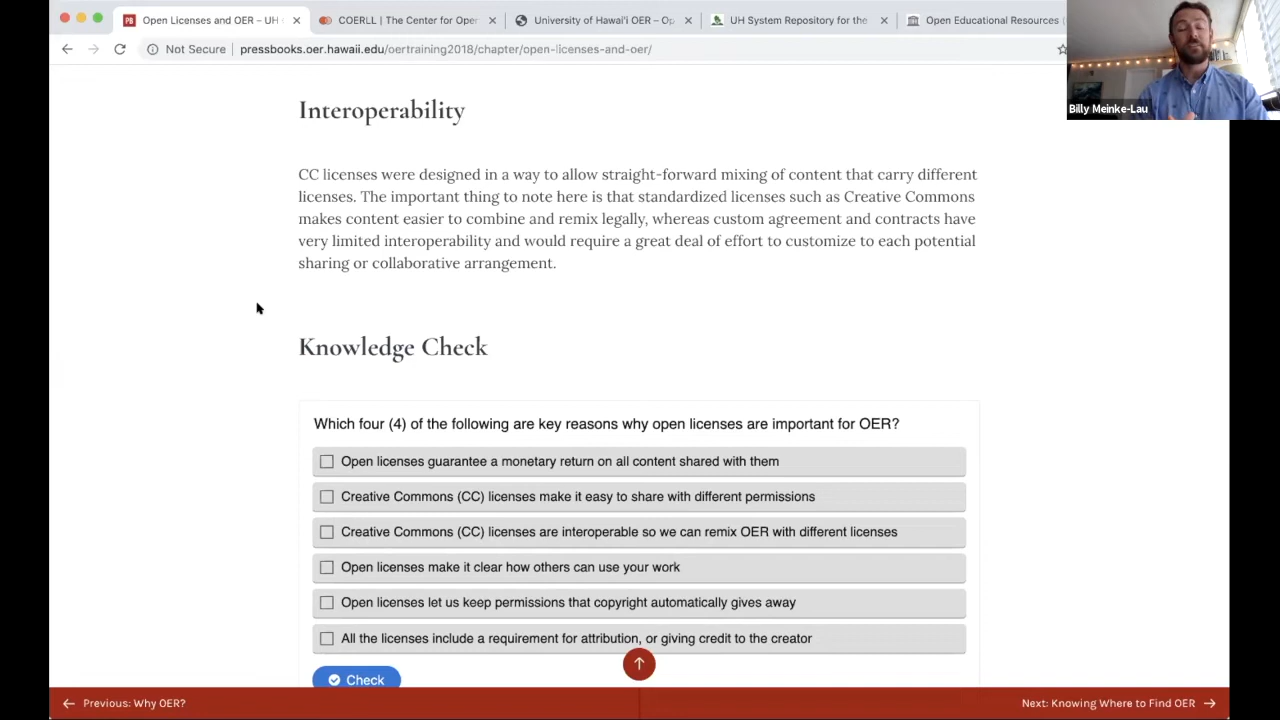 Open Licenses and OER – UH
COERLL | The Center for Open
University of Hawai'i OER – Op
UH System Repository for the
Open Educational Resources (
Not Secure
pressbooks.oer.hawaii.edu/oertraining2018/chapter/open-licenses-and-oer/
Billy Meinke-Lau
Interoperability
CC licenses were designed in a way to allow straight-forward mixing of content that carry different
licenses. The important thing to note here is that standardized licenses such as Creative Commons
makes content easier to combine and remix legally, whereas custom agreement and contracts have
very limited interoperability and would require a great deal of effort to customize to each potential
sharing or collaborative arrangement.
Knowledge Check
Which four (4) of the following are key reasons why open licenses are important for OER?
Open licenses guarantee a monetary return on all content shared with them
Creative Commons (CC) licenses make it easy to share with different permissions
Creative Commons (CC) licenses are interoperable so we can remix OER with different licenses
Open licenses make it clear how others can use your work
Open licenses let us keep permissions that copyright automatically gives away
All the licenses include a requirement for attribution, or giving credit to the creator
Check
Previous: Why OER?
Next: Knowing Where to Find OER